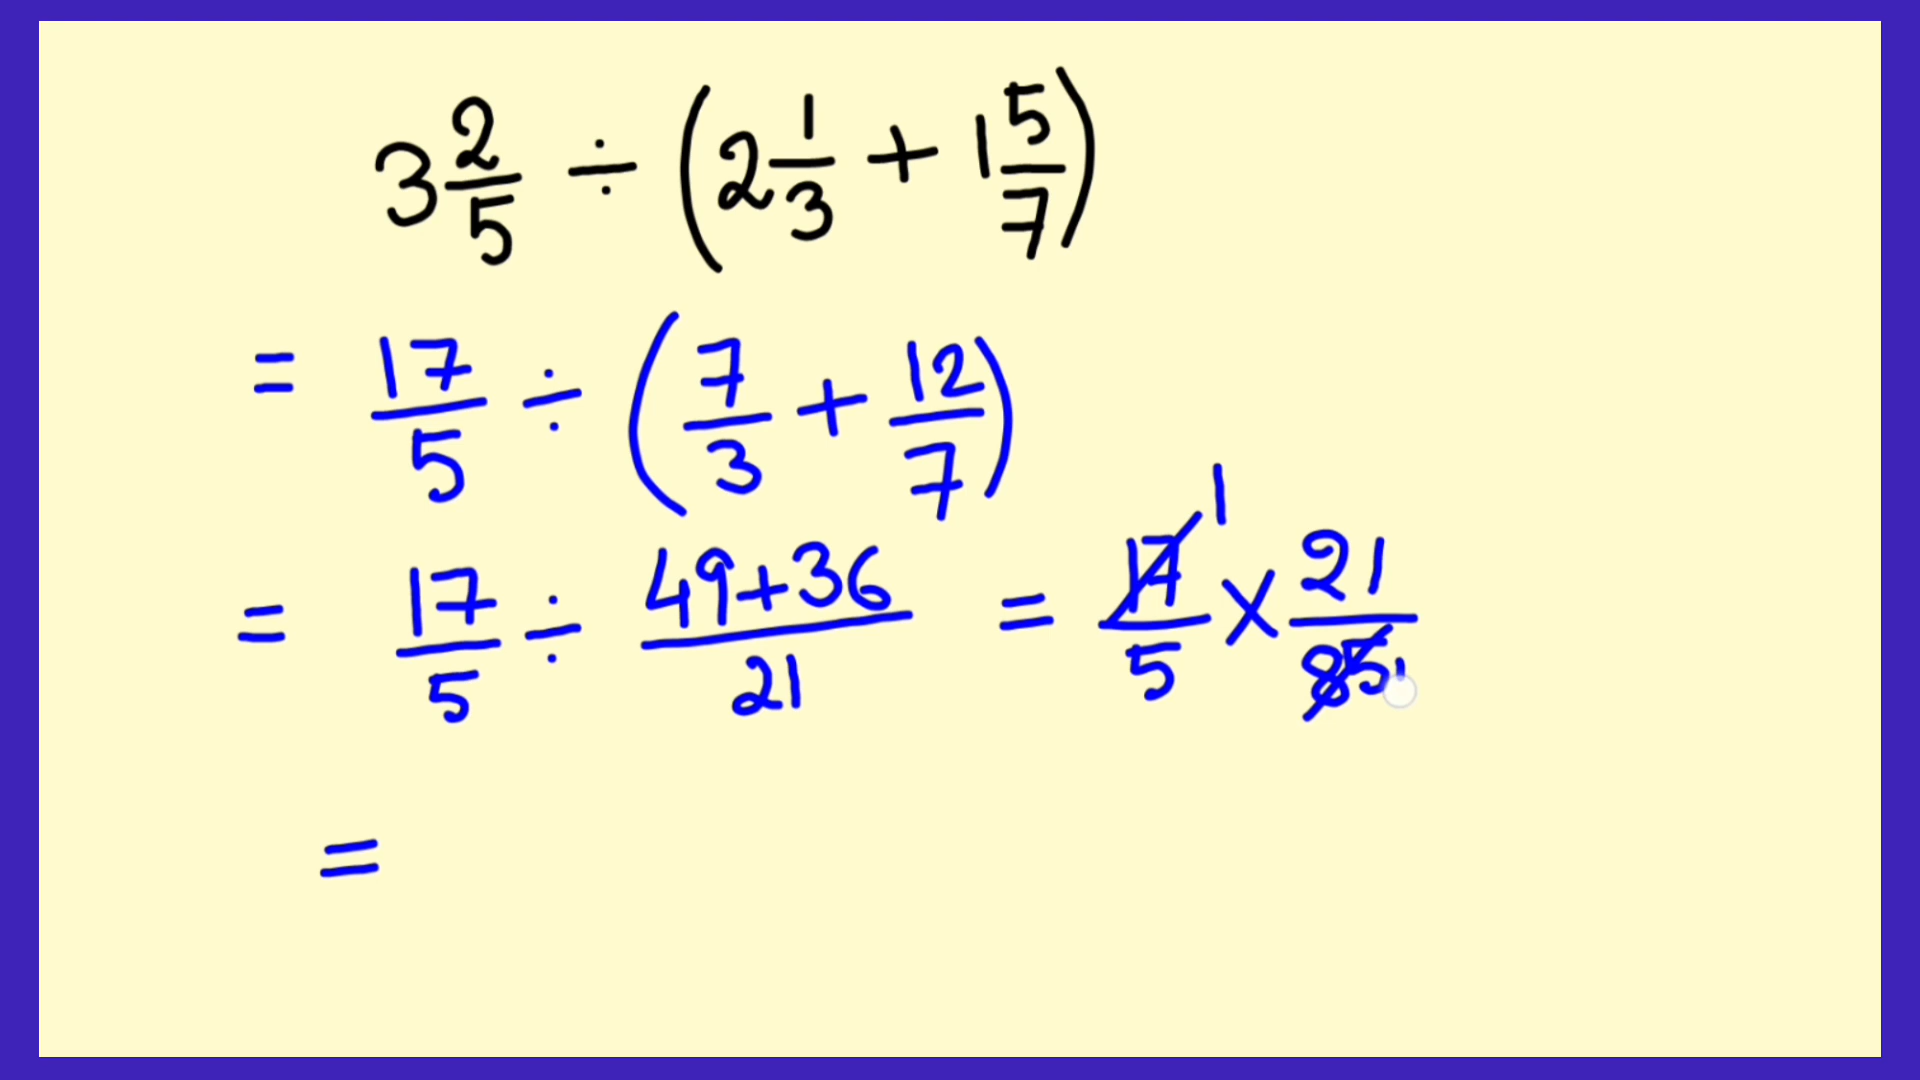 3 2/5 ÷ (2 1/3 + 1 5/7)
= 17/5 ÷ (7/3 + 12/7)
= 17/5 ÷ 49+36/21 = 17/5 1 × 21/85 1
=